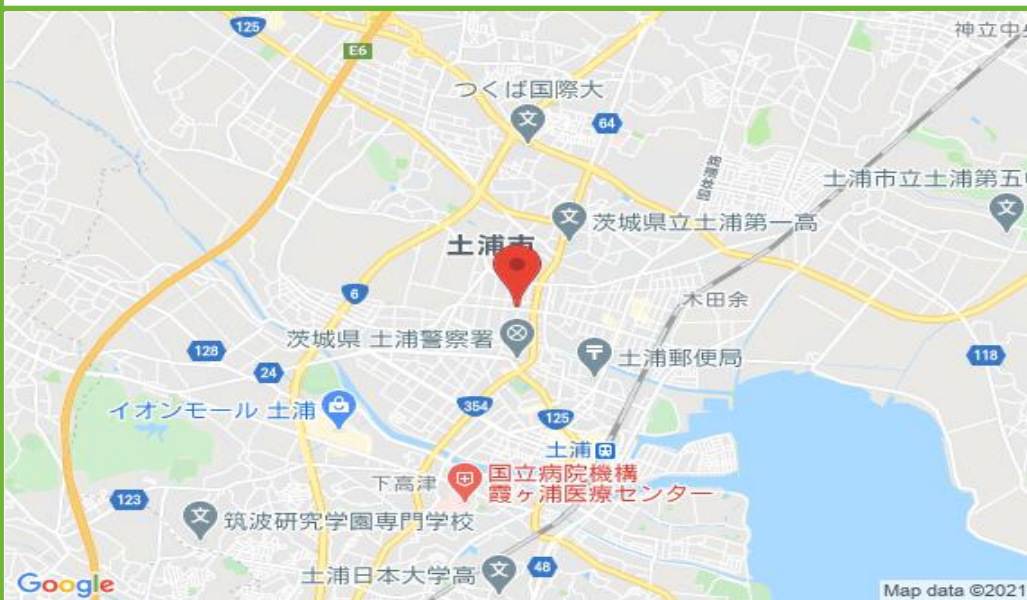 125
神立中央
E6
つくば国際大
64
土浦市立土浦第五中
茨城県立土浦第一高
土浦市
木田余
6
茨城県 土浦警察署
土浦郵便局
128
118
24
イオンモール 土浦
354
125
土浦
下高津
国立病院機構
霞ヶ浦医療センター
123
筑波研究学園専門学校
土浦日本大学高
48
Google
Map data ©2021